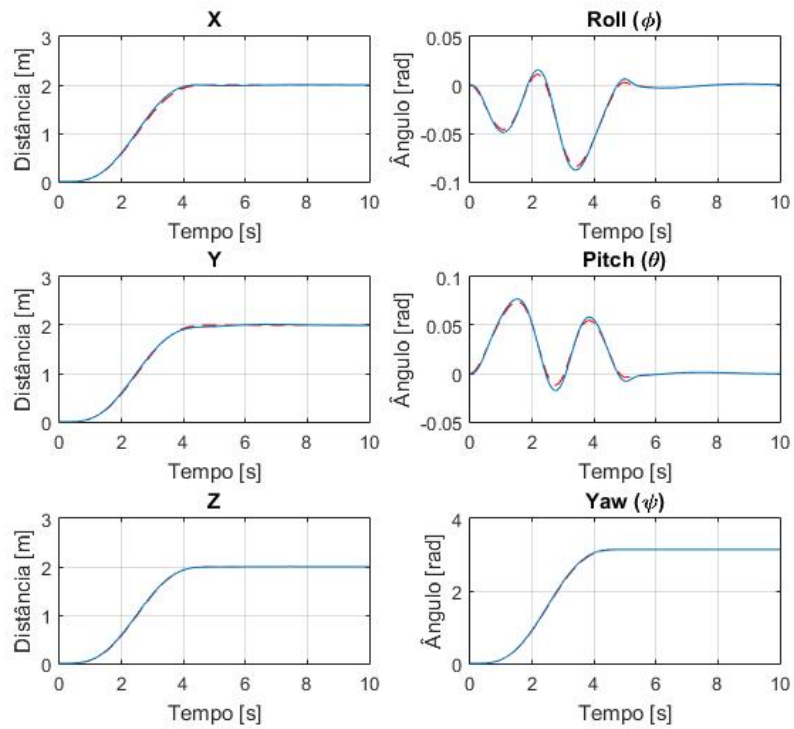 X
3
2
1
0
Distância [m]
0 2 4 6 8 10
Tempo [s]
Roll (ϕ)
0.05
0
-0.05
-0.1
Ângulo [rad]
0 2 4 6 8 10
Tempo [s]
Y
3
2
1
0
Distância [m]
0 2 4 6 8 10
Tempo [s]
Pitch (θ)
0.1
0.05
0
-0.05
Ângulo [rad]
0 2 4 6 8 10
Tempo [s]
Z
3
2
1
0
Distância [m]
0 2 4 6 8 10
Tempo [s]
Yaw (ψ)
4
2
0
Ângulo [rad]
0 2 4 6 8 10
Tempo [s]